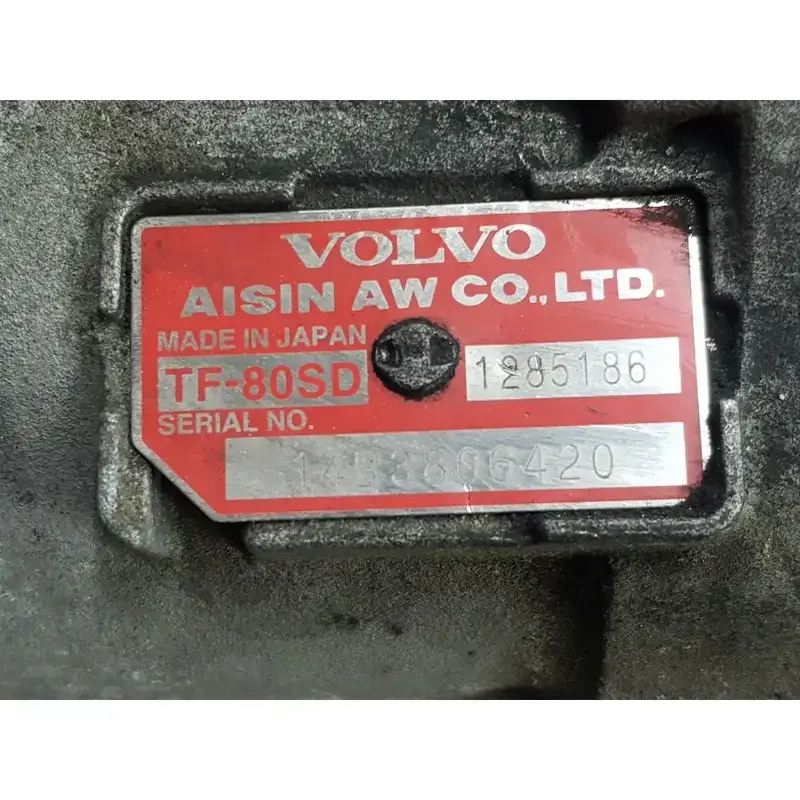 VOLVO
AISIN AW CO., LTD.
MADE IN JAPAN
TF-80SD 1285186
SERIAL NO.